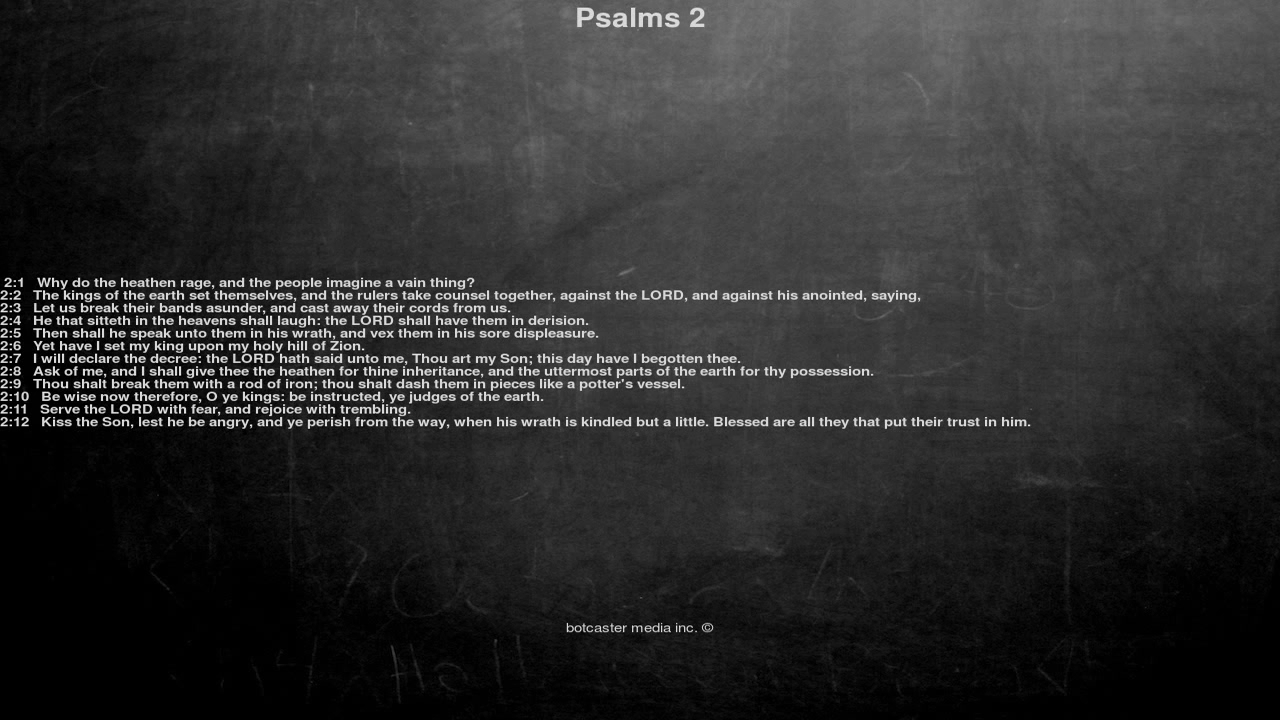 Psalms 2
2:1 Why do the heathen rage, and the people imagine a vain thing?
2:2 The kings of the earth set themselves, and the rulers take counsel together, against the LORD, and against his anointed, saying,
2:3 Let us break their bands asunder, and cast away their cords from us.
2:4 He that sitteth in the heavens shall laugh: the LORD shall have them in derision.
2:5 Then shall he speak unto them in his wrath, and vex them in his sore displeasure.
2:6 Yet have I set my king upon my holy hill of Zion.
2:7 I will declare the decree: the LORD hath said unto me, Thou art my Son; this day have I begotten thee.
2:8 Ask of me, and I shall give thee the heathen for thine inheritance, and the uttermost parts of the earth for thy possession.
2:9 Thou shalt break them with a rod of iron; thou shalt dash them in pieces like a potter's vessel.
2:10 Be wise now therefore, O ye kings: be instructed, ye judges of the earth.
2:11 Serve the LORD with fear, and rejoice with trembling.
2:12 Kiss the Son, lest he be angry, and ye perish from the way, when his wrath is kindled but a little. Blessed are all they that put their trust in him.
botcaster media inc. ©